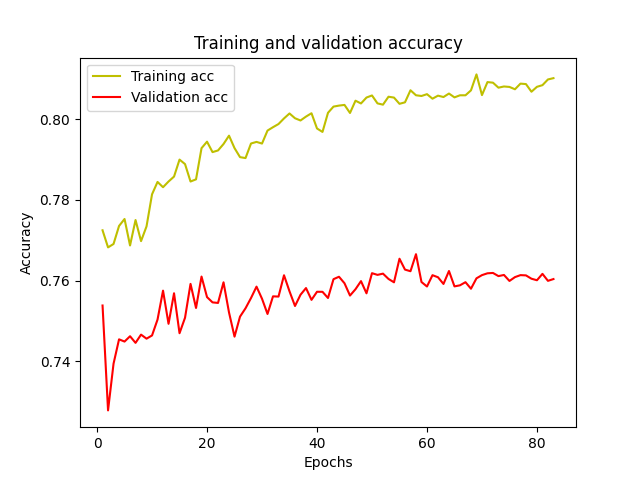 Training and validation accuracy
Training acc
Validation acc
0.80
0.78
0.76
0.74
Accuracy
0
20
40
60
80
Epochs